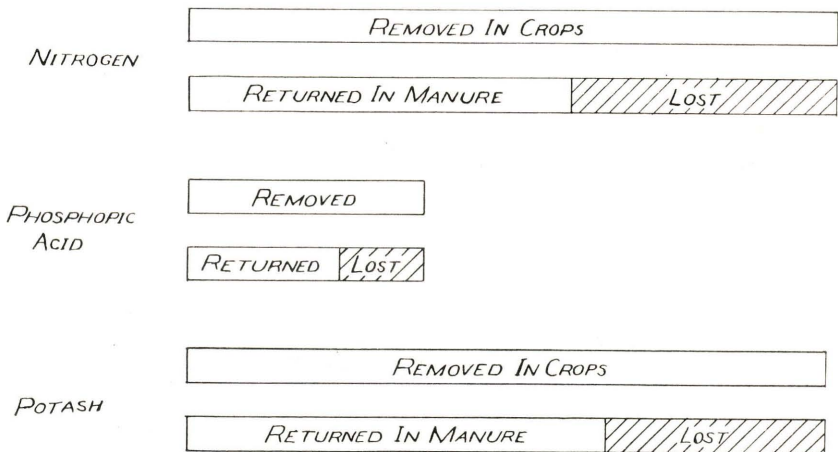 REMOVED IN CROPS
NITROGEN
RETURNED IN MANURE LOST
REMOVED
PHOSPHOPIC
ACID
RETURNED LOST
REMOVED IN CROPS
POTASH
RETURNED IN MANURE LOST